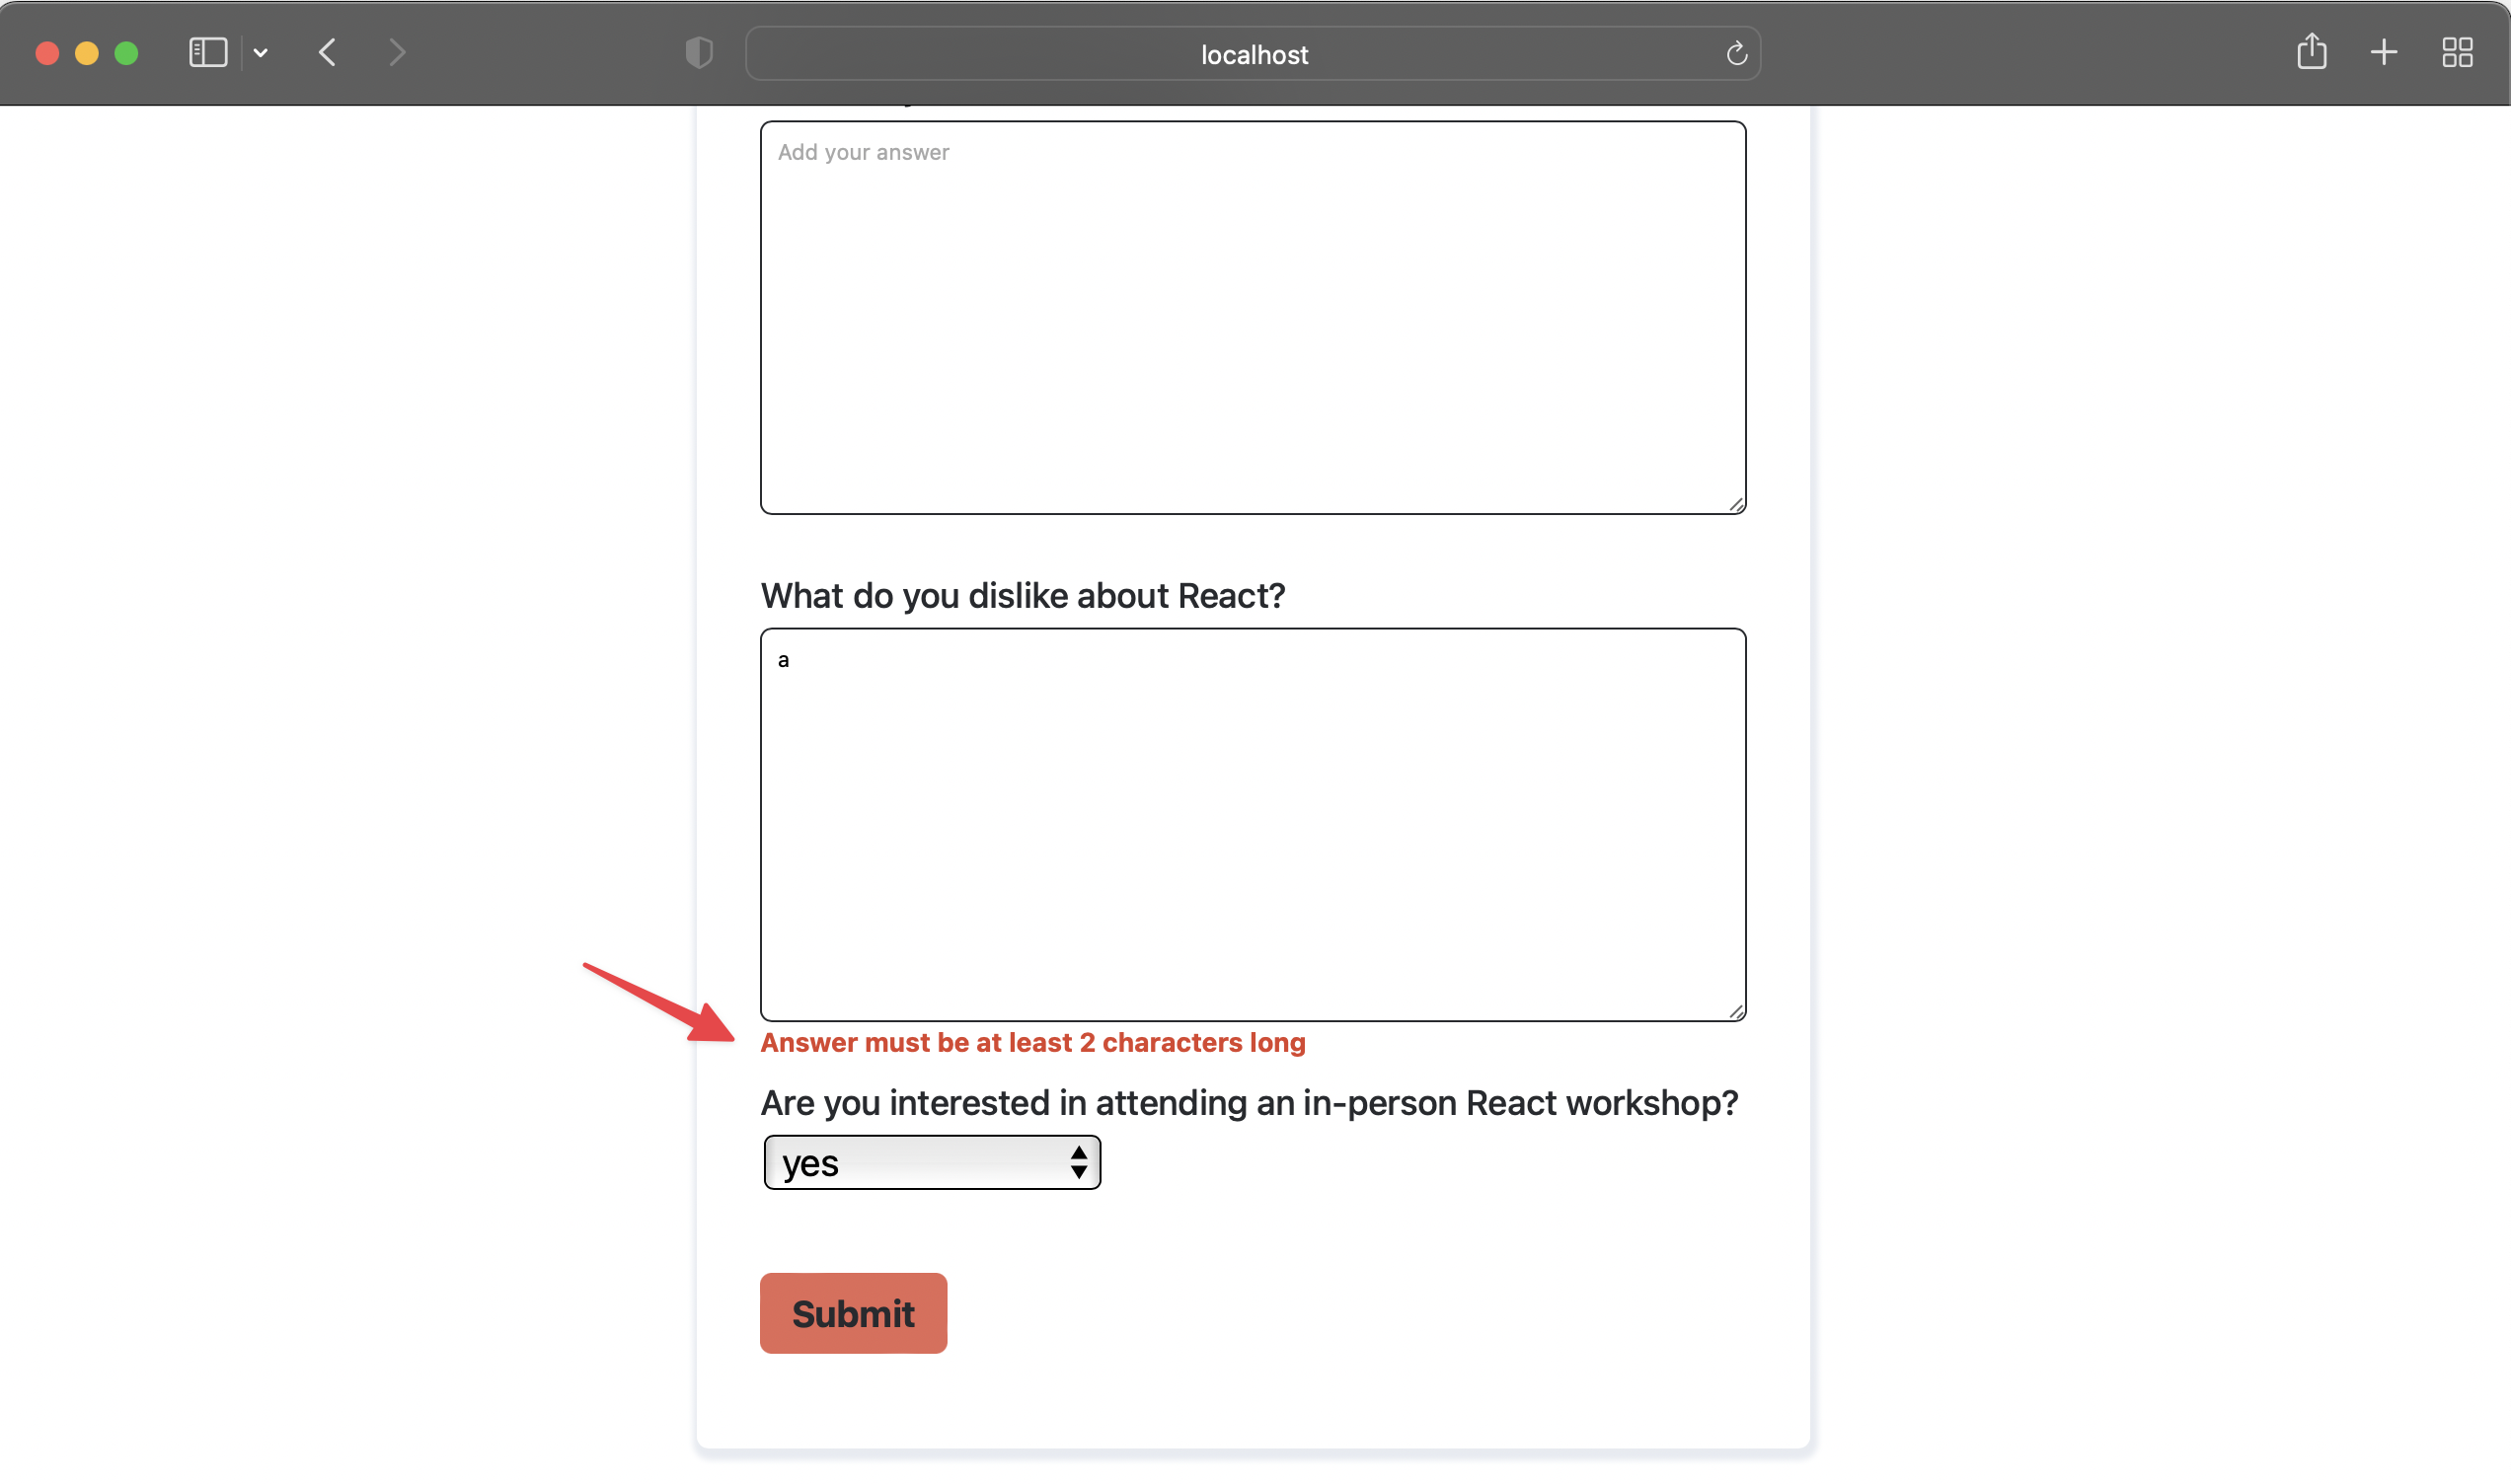 localhost
Add your answer
What do you dislike about React?
a
Answer must be at least 2 characters long
Are you interested in attending an in-person React workshop?
yes
Submit